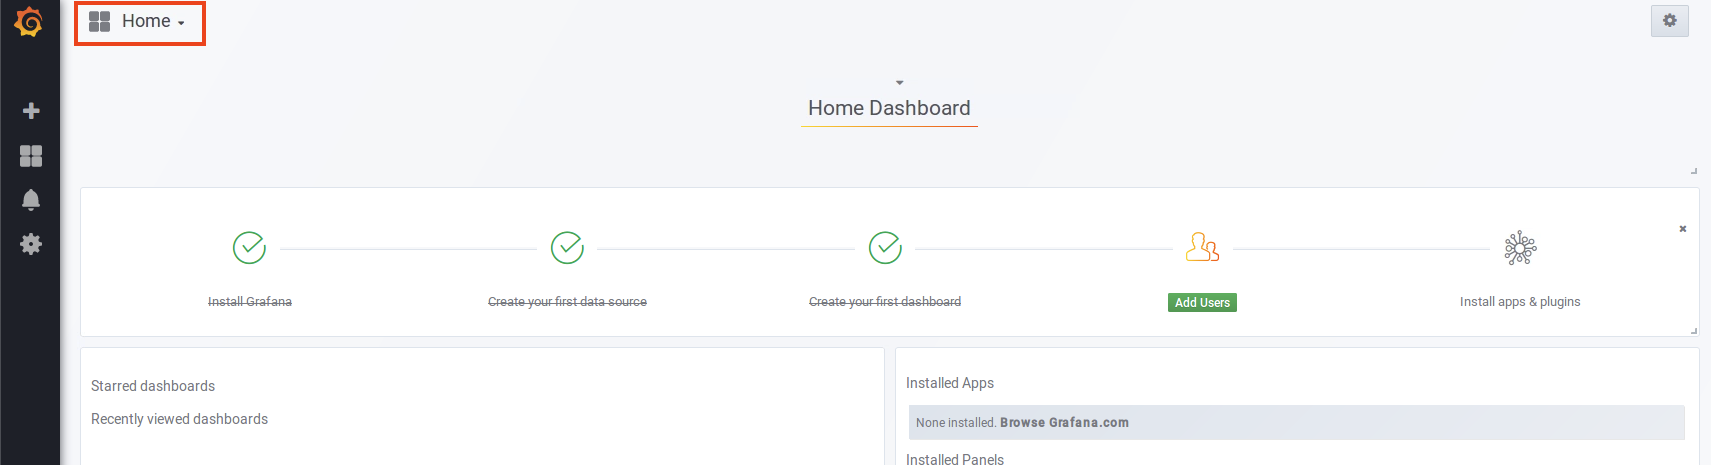 Home
Home Dashboard
Install Grafana
Create your first data source
Create your first dashboard
Add Users
Install apps & plugins
Starred dashboards
Recently viewed dashboards
Installed Apps
None installed. Browse Grafana.com
Installed Panels